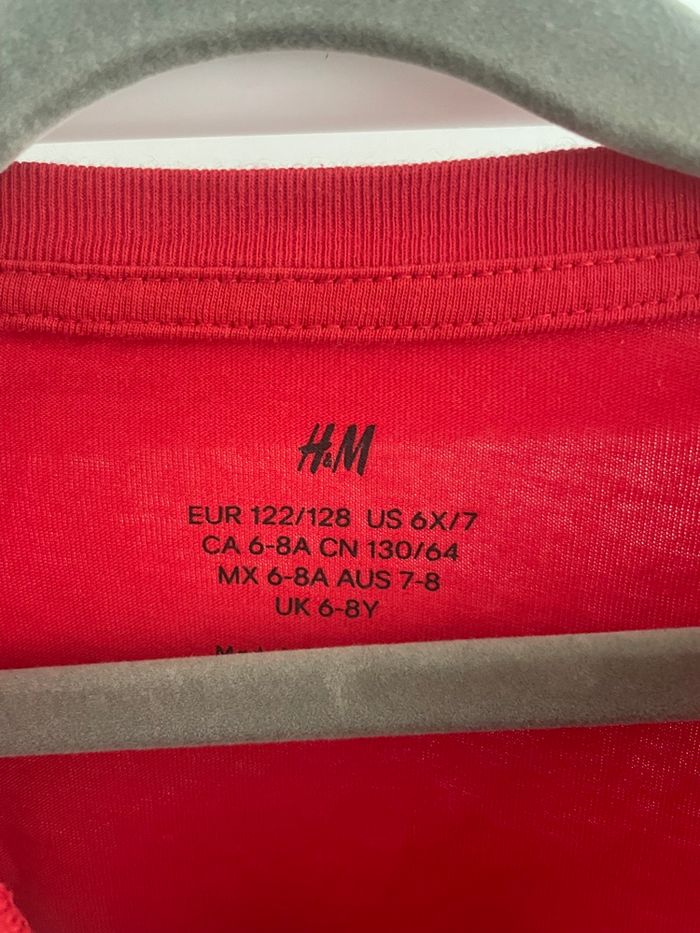 H&M
EUR 122/128 US 6X/7
CA 6-8A CN 130/64
MX 6-8A AUS 7-8
UK 6-8Y